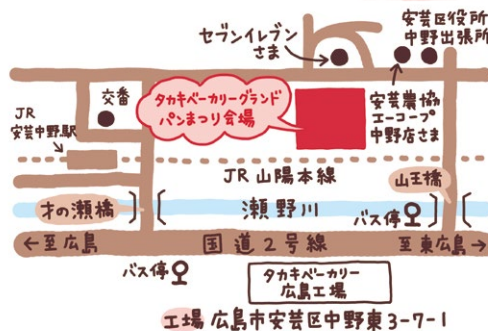 安芸区役所
中野出張所
セブンイレブン
さま
交番
タカキベーカリーグランド
パンまつり会場
安芸農協
エーコープ
中野店さま
JR
安芸中野駅
JR山陽本線
山王橋
才の瀬橋
瀬野川
バス停
←至広島
国道2号線
至東広島→
バス停
タカキベーカリー
広島工場
工場 広島市安芸区中野東3-7-1